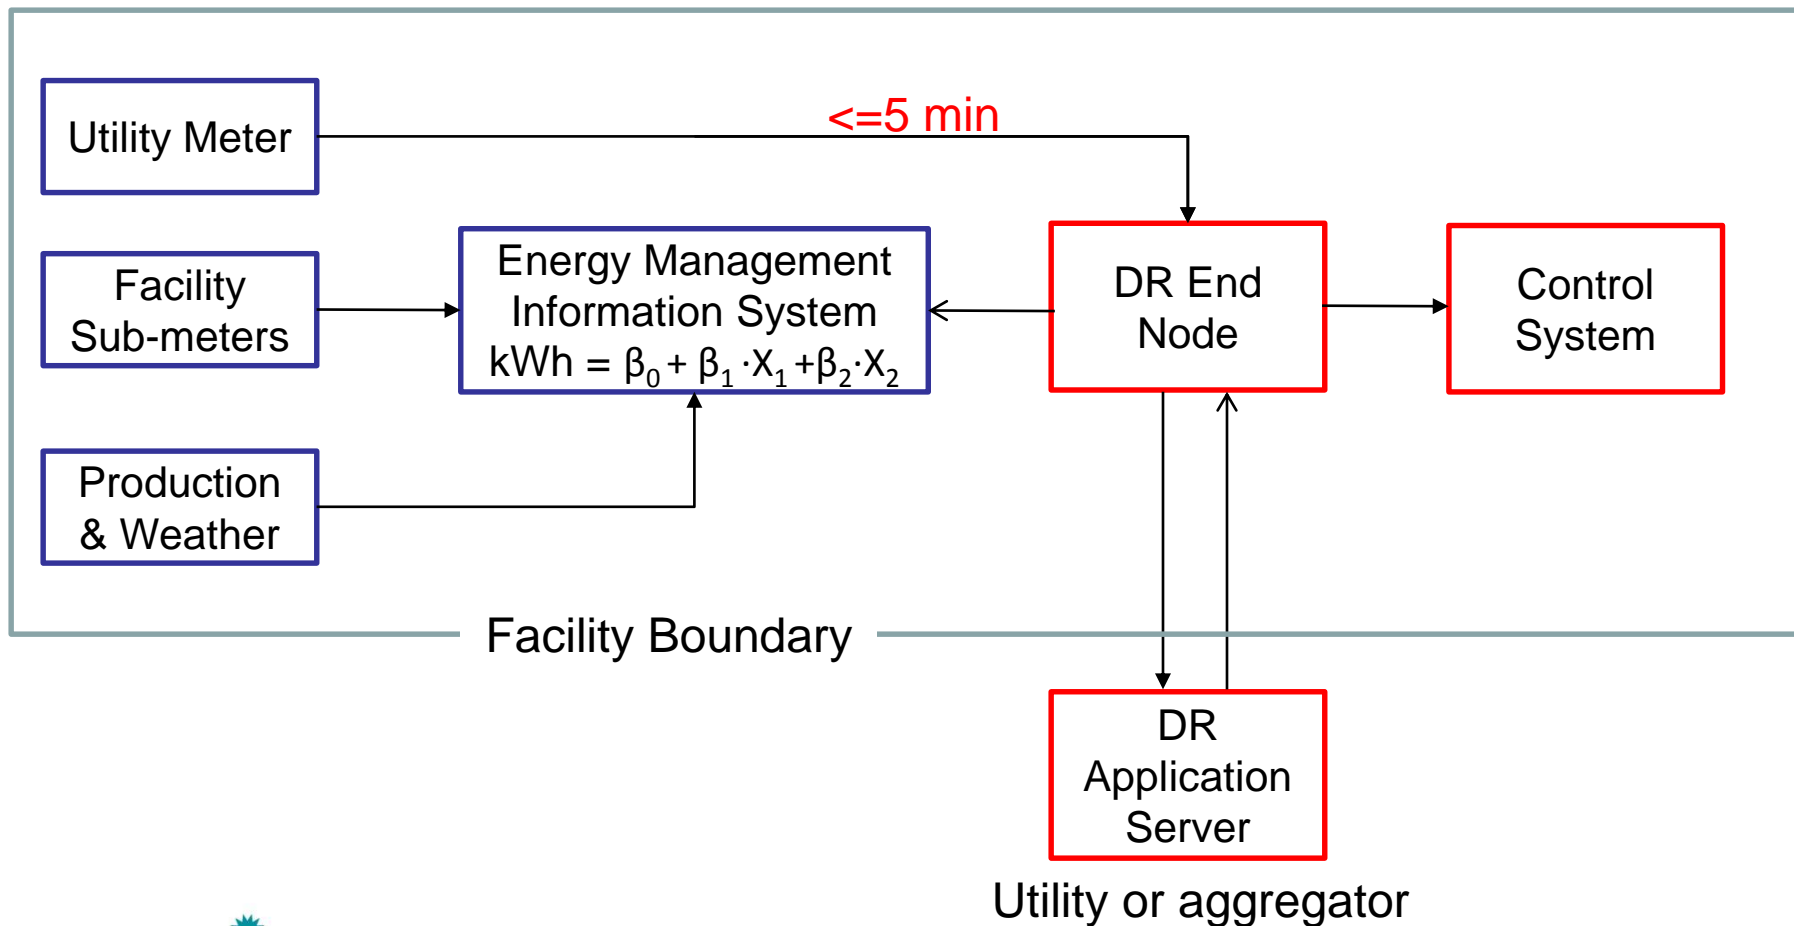 <=5 min
Utility Meter
Facility
Sub-meters
Energy Management
Information System
kWh = β₀ + β₁ ·X₁ +β₂·X₂
DR End
Node
Control
System
Production
& Weather
Facility Boundary
DR
Application
Server
Utility or aggregator